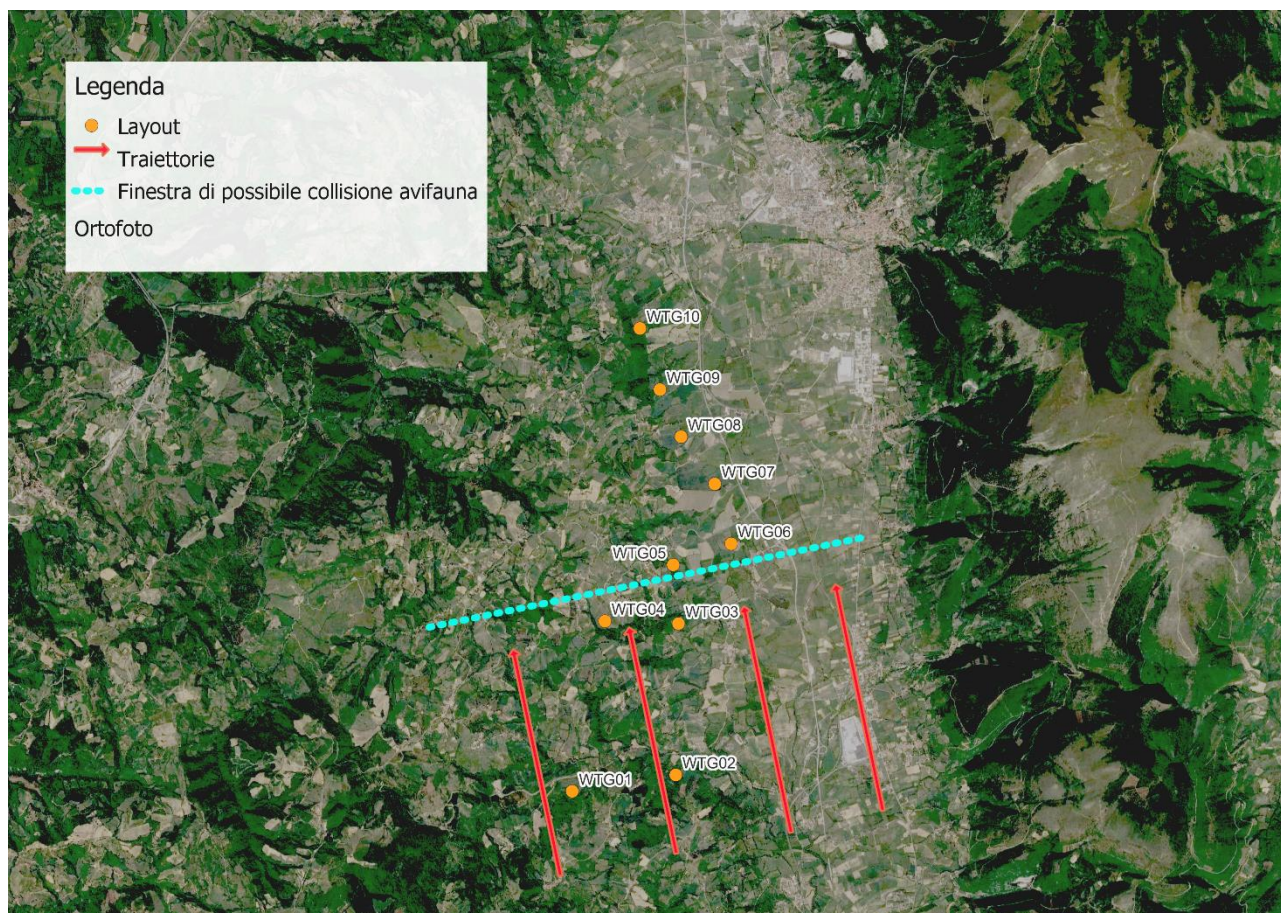 Legenda
Layout
Traiettorie
Finestra di possibile collisione avifauna
Ortofoto
WTG10
WTG09
WTG08
WTG07
WTG06
WTG05
WTG04
WTG03
WTG02
WTG01